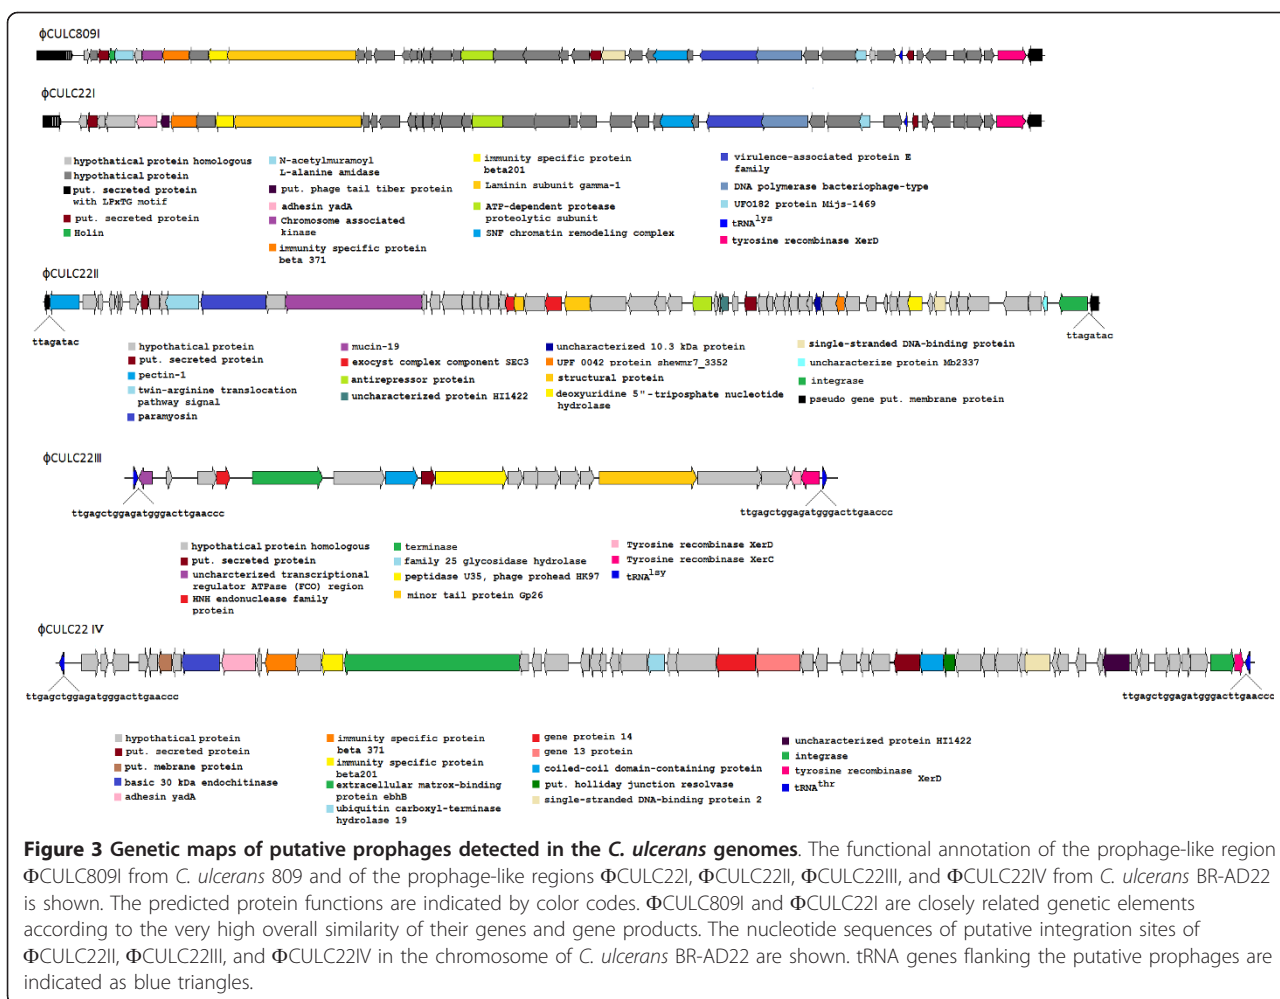 ϕCULC809I
ϕCULC22I
hypothatical protein homologous
hypothatical protein
put. secreted protein
with LPxTG motif
put. secreted protein
Holin
N-acetylmuramoyl
L-alanine amidase
put. phage tail tiber protein
adhesin yadA
Chromosome associated
kinase
immunity specific protein
beta 371
immunity specific protein
beta201
Laminin subunit gamma-1
ATP-dependent protease
proteolytic subunit
SNF chromatin remodeling complex
virulence-associated protein E
family
DNA polymerase bacteriophage-type
UFO182 protein Mijs-1469
tRNAlys
tyrosine recombinase XerD
ϕCULC22II
ttagatac
ttagatac
hypothatical protein
put. secreted protein
pectin-1
twin-arginine translocation
pathway signal
paramyosin
mucin-19
exocyst complex component SEC3
antirepressor protein
uncharacterized protein HI1422
uncharacterized 10.3 kDa protein
UPF 0042 protein shewmr7_3352
structural protein
deoxyuridine 5"-triposphate nucleotide
hydrolase
single-stranded DNA-binding protein
uncharacterize protein Mb2337
integrase
pseudo gene put. membrane protein
ϕCULC22III
ttgagctggagatgggacttgaaccc
ttgagctggagatgggacttgaaccc
hypothatical protein homologous
put. secreted protein
uncharcterized transcriptional
regulator ATPase (FCO) region
HNH endonuclease family
protein
terminase
family 25 glycosidase hydrolase
peptidase U35, phage prohead HK97
minor tail protein Gp26
Tyrosine recombinase XerD
Tyrosine recombinase XerC
tRNAlsy
ϕCULC22 IV
ttgagctggagatgggacttgaaccc
ttgagctggagatgggacttgaaccc
hypothatical protein
put. secreted protein
put. mebrane protein
basic 30 kDa endochitinase
adhesin yadA
immunity specific protein
beta 371
immunity specific protein
beta201
extracellular matrox-binding
protein ebhB
ubiquitin carboxyl-terminase
hydrolase 19
gene protein 14
gene 13 protein
coiled-coil domain-containing protein
put. holliday junction resolvase
single-stranded DNA-binding protein 2
uncharacterized protein HI1422
integrase
tyrosine recombinase XerD
tRNAthr
Figure 3 Genetic maps of putative prophages detected in the C. ulcerans genomes. The functional annotation of the prophage-like region
ΦCULC809I from C. ulcerans 809 and of the prophage-like regions ΦCULC22I, ΦCULC22II, ΦCULC22III, and ΦCULC22IV from C. ulcerans BR-AD22
is shown. The predicted protein functions are indicated by color codes. ΦCULC809I and ΦCULC22I are closely related genetic elements
according to the very high overall similarity of their genes and gene products. The nucleotide sequences of putative integration sites of
ΦCULC22II, ΦCULC22III, and ΦCULC22IV in the chromosome of C. ulcerans BR-AD22 are shown. tRNA genes flanking the putative prophages are
indicated as blue triangles.